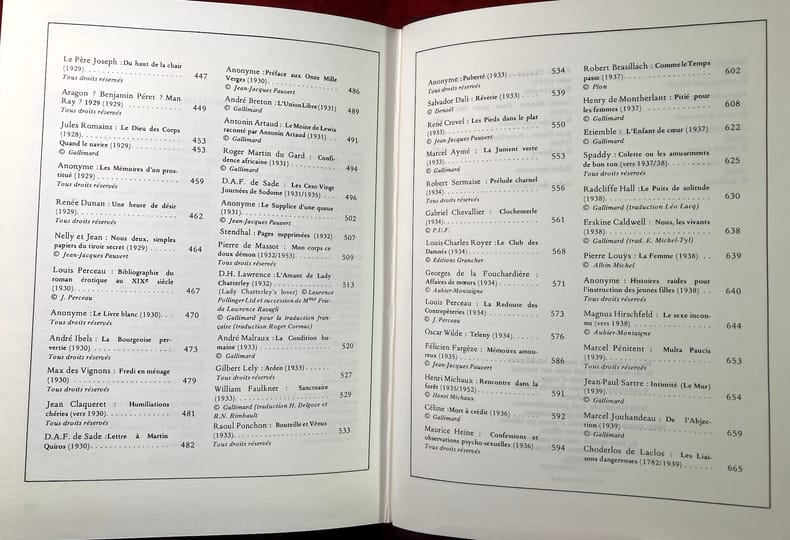 Le Père Joseph : Du haut de la chair
(1929). . . . . . . . . . . . . . . . . . . . 447
Tous droits réservés
Aragon ? Benjamin Péret ? Man
Ray ? 1929 (1929) . . . . . . . . . . . 449
Tous droits réservés
Jules Romains : Le Dieu des Corps
(1928). . . . . . . . . . . . . . . . . . . . 453
Quand le navire (1929). . . . . . . . 453
© Gallimard
Anonyme : Les Mémoires d'un pros-
titué (1929) . . . . . . . . . . . . . . . . 459
Tous droits réservés
Renée Dunan : Une heure de désir
(1929). . . . . . . . . . . . . . . . . . . . 462
Tous droits réservés
Nelly et Jean : Nous deux, simples
papiers du tiroir secret (1929) . . . 464
© Jean-Jacques Pauvert
Louis Perceau : Bibliographie du
roman érotique au XIXe siècle
(1930). . . . . . . . . . . . . . . . . . . . 467
© J. Perceau
Anonyme : Le Livre blanc (1930). . . 470
Tous droits réservés
André Ibels : La Bourgeoise per-
vertie (1930) . . . . . . . . . . . . . . . 473
Tous droits réservés
Max des Vignons : Fredi en ménage
(1930) . . . . . . . . . . . . . . . . . . . 479
Tous droits réservés
Jean Claqueret : Humiliations
chéries (vers 1930). . . . . . . . . . . 481
Tous droits réservés
D.A.F. de Sade : Lettre à Martin
Quiros (1930). . . . . . . . . . . . . . . 482
Anonyme : Préface aux Onze Mille
Verges (1930). . . . . . . . . . . . . . . 486
© Jean-Jacques Pauvert
André Breton : L'Union Libre (1931) 489
© Gallimard
Antonin Artaud : Le Moine de Lewis
raconté par Antonin Artaud (1931) . . 491
© Gallimard
Roger Martin du Gard : Confi-
dence africaine (1931) . . . . . . . . 494
© Gallimard
D.A.F. de Sade : Les Cent-Vingt
Journées de Sodome (1931/1935) . . . 496
Anonyme : Le Supplice d'une queue
(1931). . . . . . . . . . . . . . . . . . . . 502
© Jean-Jacques Pauvert
Stendhal : Pages supprimées (1932) 507
Pierre de Massot : Mon corps ce
doux démon (1932/1953). . . . . . . 509
Tous droits réservés
D.H. Lawrence : L'Amant de Lady
Chatterley (1932) . . . . . . . . . . . . 513
(Lady Chatterley's lover) © Laurence
Pollinger Ltd et succession de Mme Frie-
da Lawrence Ravagli
© Gallimard pour la traduction fran-
çaise (traduction Roger Cornaz)
André Malraux : La Condition hu-
maine (1933) . . . . . . . . . . . . . . . 520
© Gallimard
Gilbert Lely : Arden (1933). . . . . . 527
Tous droits réservés
William Faulkner : Sanctuaire
(1933). . . . . . . . . . . . . . . . . . . . 529
© Gallimard (traduction H. Delgove et
R.N. Rimbault
Raoul Ponchon : Bouteille et Vénus
(1933). . . . . . . . . . . . . . . . . . . . 533
Tous droits réservés
Anonyme : Puberté (1933) . . . . . . . 534
Tous droits réservés
Salvador Dali : Rêverie (1933) . . . . 539
© Denoël
René Crevel : Les Pieds dans le plat
(1933). . . . . . . . . . . . . . . . . . . . 550
© Jean Jacques Pauvert
Marcel Aymé : La Jument verte
(1933) . . . . . . . . . . . . . . . . . . . 553
© Gallimard
Robert Sermaise : Prélude charnel
(1934) . . . . . . . . . . . . . . . . . . . 556
Tous droits réservés
Gabriel Chevallier : Clochemerle
(1934). . . . . . . . . . . . . . . . . . . . 561
© P.U.F.
Louis-Charles Royer : Le Club des
Damnés (1934). . . . . . . . . . . . . . 568
© Editions Grancher
Georges de la Fouchardière :
Affaires de mœurs (1934) . . . . . . . 571
© Aubier-Montaigne
Louis Perceau : La Redoute des
Contrepèteries (1934) . . . . . . . . . 573
© J. Perceau
Oscar Wilde : Teleny (1934). . . . . . 576
Félicien Fargèze : Mémoires amou-
reux (1935) . . . . . . . . . . . . . . . . 586
© Jean-Jacques Pauvert
Henri Michaux : Rencontre dans la
forêt (1935/1952) . . . . . . . . . . . . 591
© Henri Michaux
Céline : Mort à crédit (1936) . . . . . 592
© Gallimard
Maurice Heine : Confessions et
observations psycho-sexuelles (1936) . . 594
Tous droits réservés
Robert Brasillach : Comme le Temps
passe (1937). . . . . . . . . . . . . . . . 602
© Plon
Henry de Montherlant : Pitié pour
les femmes (1937) . . . . . . . . . . . . 608
© Gallimard
Etiemble : L'Enfant de cœur (1937) 622
© Gallimard
Spaddy : Colette ou les amusements
de bon ton (vers 1937/38). . . . . . . 625
Tous droits réservés
Radcliffe Hall : Le Puits de solitude
(1938). . . . . . . . . . . . . . . . . . . . 630
© Gallimard (traduction Léo Lacq)
Erskine Caldwell : Nous, les vivants
(1938) . . . . . . . . . . . . . . . . . . . 638
© Gallimard (trad. E. Michel-Tyl)
Pierre Louÿs : La Femme (1938) . . 639
© Albin Michel
Anonyme : Histoires raides pour
l'instruction des jeunes filles (1938) . . 640
Tous droits réservés
Magnus Hirschfeld : Le sexe incon-
nu (vers 1938) . . . . . . . . . . . . . . 644
© Aubier-Montaigne
Marcel Pénitent : Multa Paucis
(1939). . . . . . . . . . . . . . . . . . . . 653
Tous droits réservés
Jean-Paul Sartre : Intimité (Le Mur)
(1939) . . . . . . . . . . . . . . . . . . . 654
© Gallimard
Marcel Jouhandeau : De l'Abjec-
tion (1939) . . . . . . . . . . . . . . . . 659
© Gallimard
Choderlos de Laclos : Les Liai-
sons dangereuses (1782/1939) . . . . . . 665